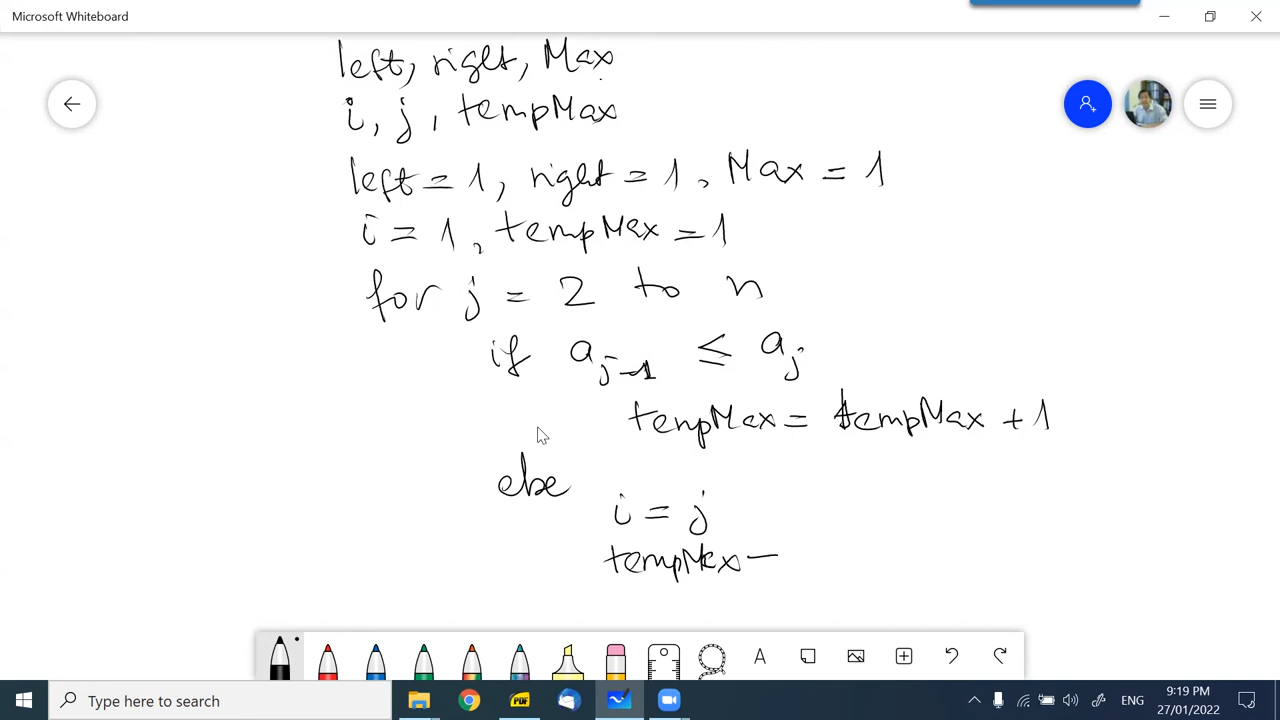 Microsoft Whiteboard
left, right, Max
i, j, tempMax
left = 1, right = 1, Max = 1
i = 1, tempMax = 1
for j = 2 to n
if a_{j-1} ≤ a_j
tempMax = tempMax + 1
else
i = j
tempMax -
A
Type here to search
PDF
ENG
9:19 PM
27/01/2022